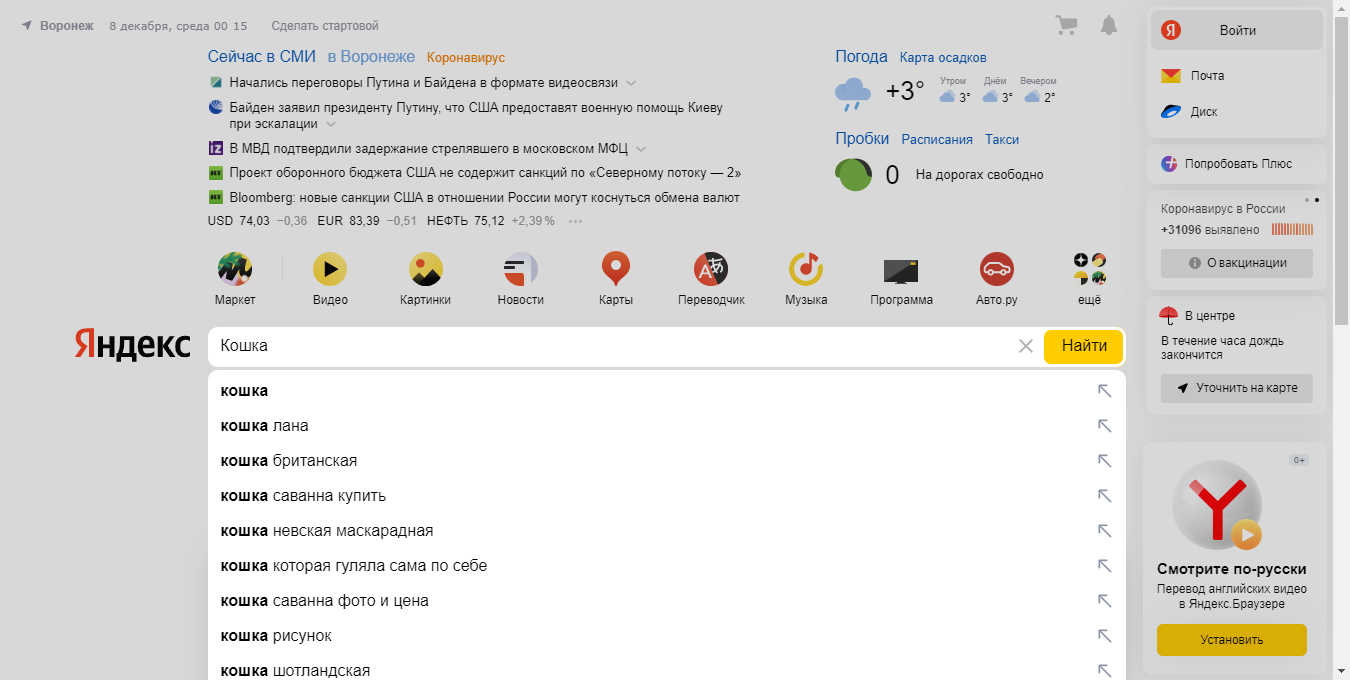 Воронеж 8 декабря, среда 00 15 Сделать стартовой
Сейчас в СМИ в Воронеже Коронавирус
Начались переговоры Путина и Байдена в формате видеосвязи
Байден заявил президенту Путину, что США предоставят военную помощь Киеву
при эскалации
В МВД подтвердили задержание стрелявшего в московском МФЦ
Проект оборонного бюджета США не содержит санкций по «Северному потоку — 2»
Bloomberg: новые санкции США в отношении России могут коснуться обмена валют
USD 74,03 −0,36 EUR 83,39 −0,51 НЕФТЬ 75,12 +2,39 %
Погода Карта осадков
+3° Утром 3° Днём 3° Вечером 2°
Пробки Расписания Такси
0 На дорогах свободно
Маркет Видео Картинки Новости Карты Переводчик Музыка Программа Авто.ру ещё
Яндекс Кошка Найти
кошка
кошка лана
кошка британская
кошка саванна купить
кошка невская маскарадная
кошка которая гуляла сама по себе
кошка саванна фото и цена
кошка рисунок
кошка шотландская
Я Войти
Почта
Диск
Попробовать Плюс
Коронавирус в России
+31096 выявлено
О вакцинации
В центре
В течение часа дождь
закончится
Уточнить на карте
0+
Смотрите по-русски
Перевод английских видео
в Яндекс.Браузере
Установить